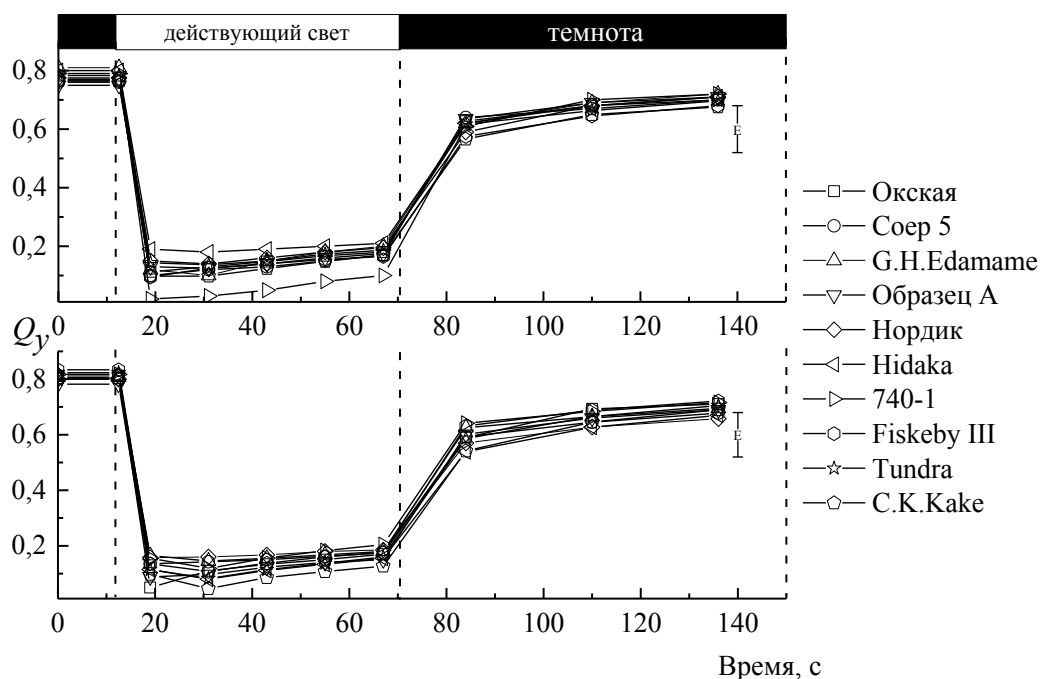 действующий свет
темнота
0,8
0,6
0,4
0,2
E
0 20 40 60 80 100 120 140
Qy
0,8
0,6
0,4
0,2
E
0 20 40 60 80 100 120 140
Время, с
Окская
Соер 5
G.H.Edamame
Образец А
Нордик
Hidaka
740-1
Fiskeby III
Tundra
C.K.Kake